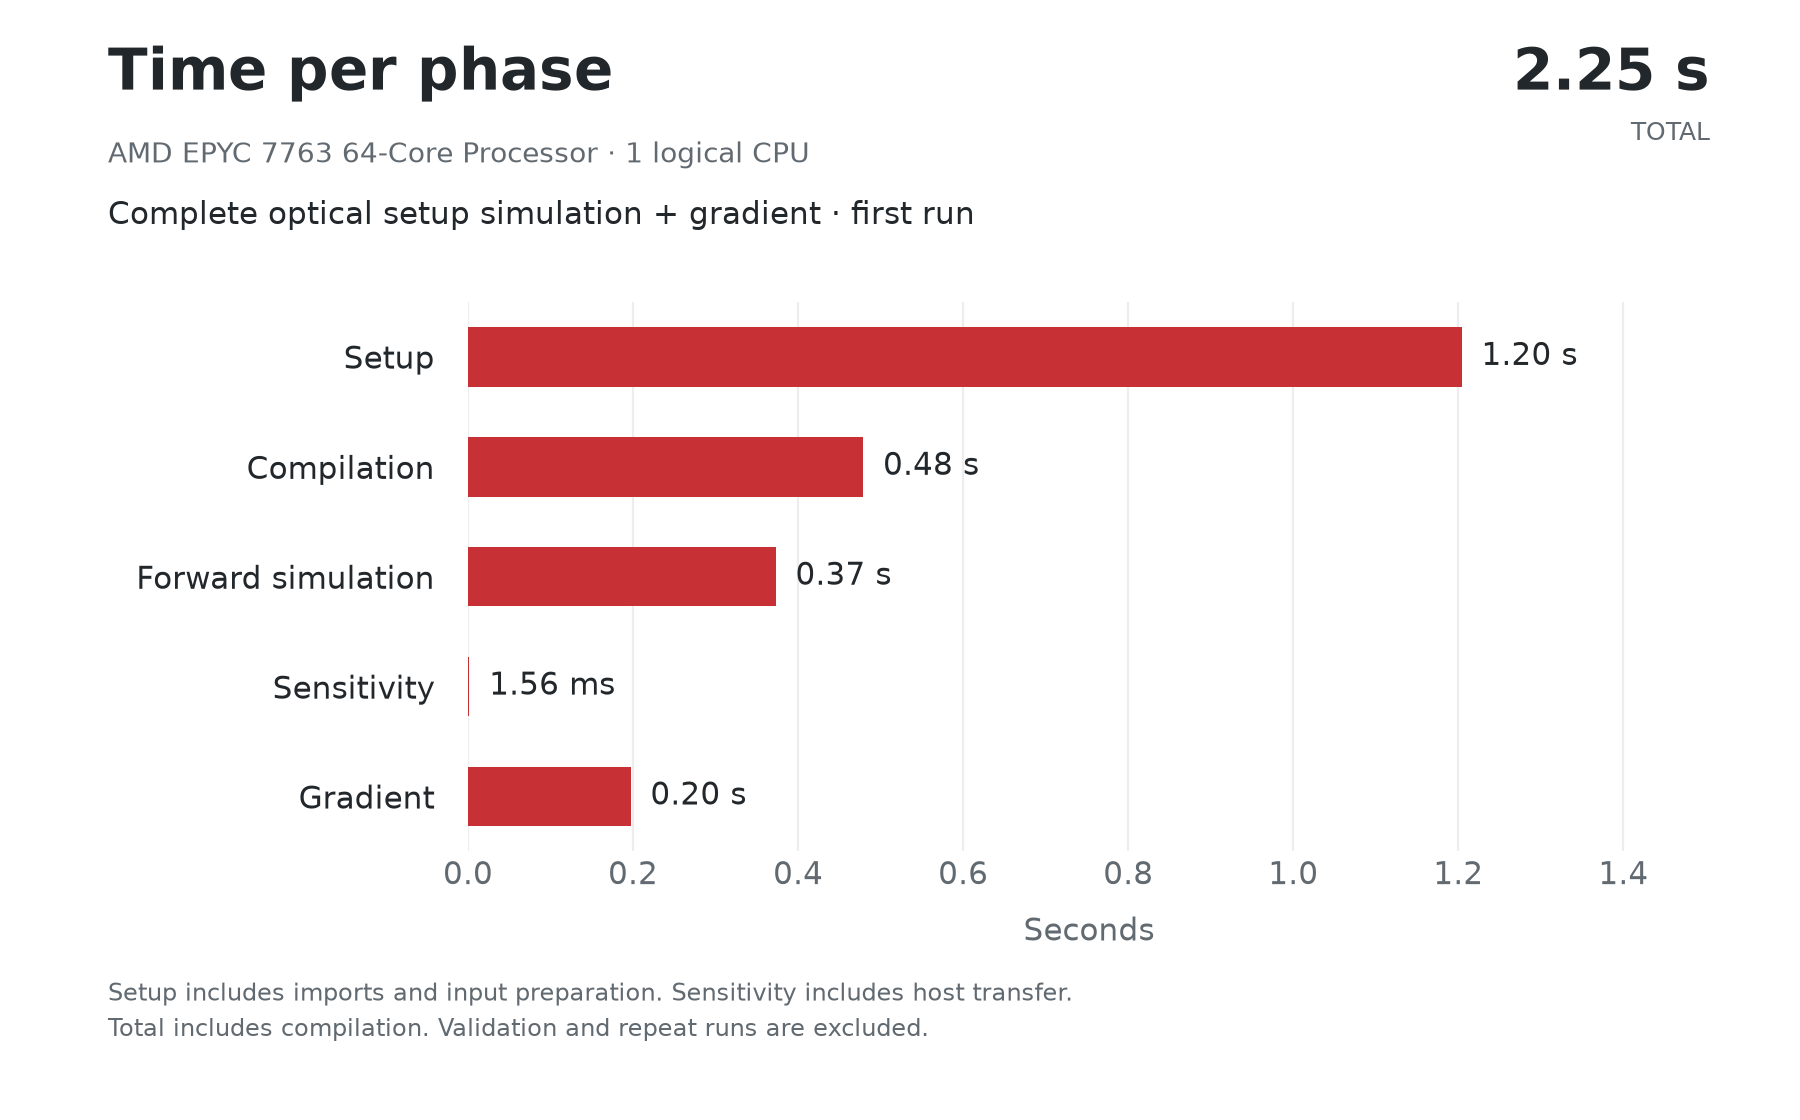 Time per phase
2.25 s
TOTAL
AMD EPYC 7763 64-Core Processor · 1 logical CPU
Complete optical setup simulation + gradient · first run
Setup
1.20 s
Compilation
0.48 s
Forward simulation
0.37 s
Sensitivity
1.56 ms
Gradient
0.20 s
0.0 0.2 0.4 0.6 0.8 1.0 1.2 1.4
Seconds
Setup includes imports and input preparation. Sensitivity includes host transfer.
Total includes compilation. Validation and repeat runs are excluded.